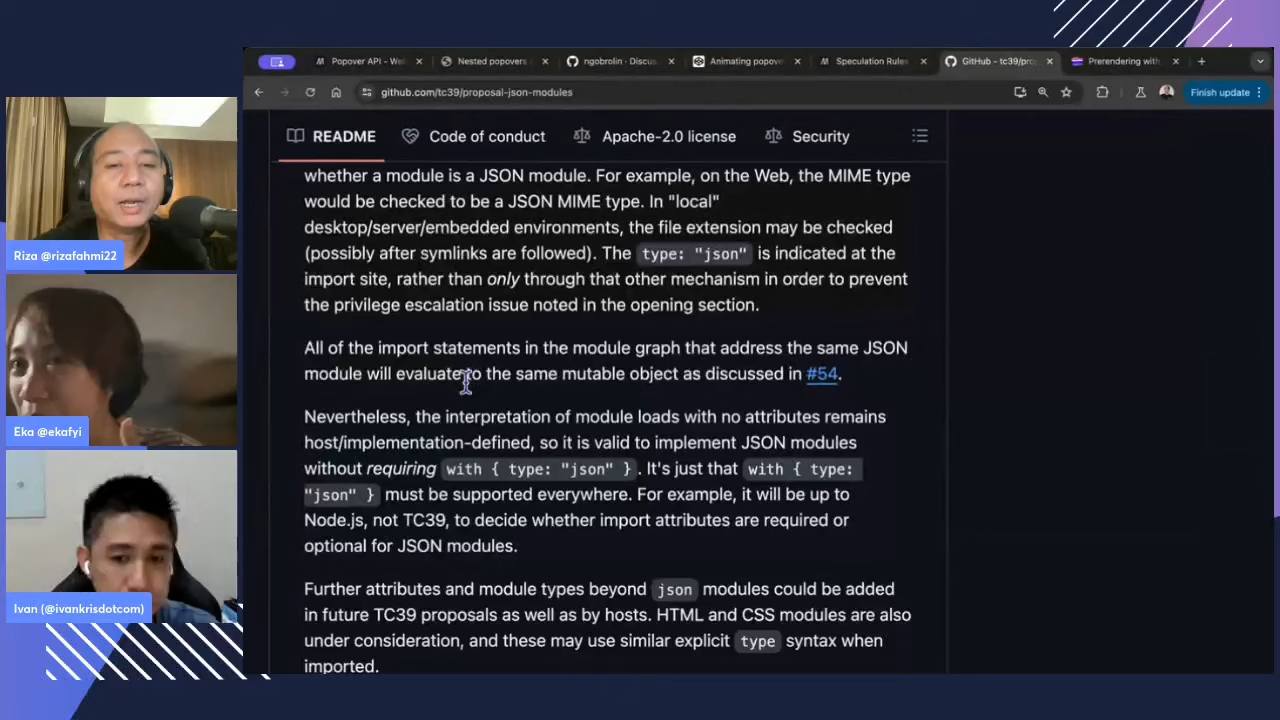 Popover API - We
Nested popovers
ngobrolin · Discus
Animating popove
Speculation Rules
GitHub - tc39/pro
Prerendering with
github.com/tc39/proposal-json-modules
Finish update
README
Code of conduct
Apache-2.0 license
Security
whether a module is a JSON module. For example, on the Web, the MIME type
would be checked to be a JSON MIME type. In "local"
desktop/server/embedded environments, the file extension may be checked
(possibly after symlinks are followed). The type: "json" is indicated at the
import site, rather than only through that other mechanism in order to prevent
the privilege escalation issue noted in the opening section.
All of the import statements in the module graph that address the same JSON
module will evaluate to the same mutable object as discussed in #54.
Nevertheless, the interpretation of module loads with no attributes remains
host/implementation-defined, so it is valid to implement JSON modules
without requiring with { type: "json" }. It's just that with { type:
"json" } must be supported everywhere. For example, it will be up to
Node.js, not TC39, to decide whether import attributes are required or
optional for JSON modules.
Further attributes and module types beyond json modules could be added
in future TC39 proposals as well as by hosts. HTML and CSS modules are also
under consideration, and these may use similar explicit type syntax when
imported.
Riza @rizafahmi22
Eka @ekafyi
Ivan (@ivankrisdotcom)